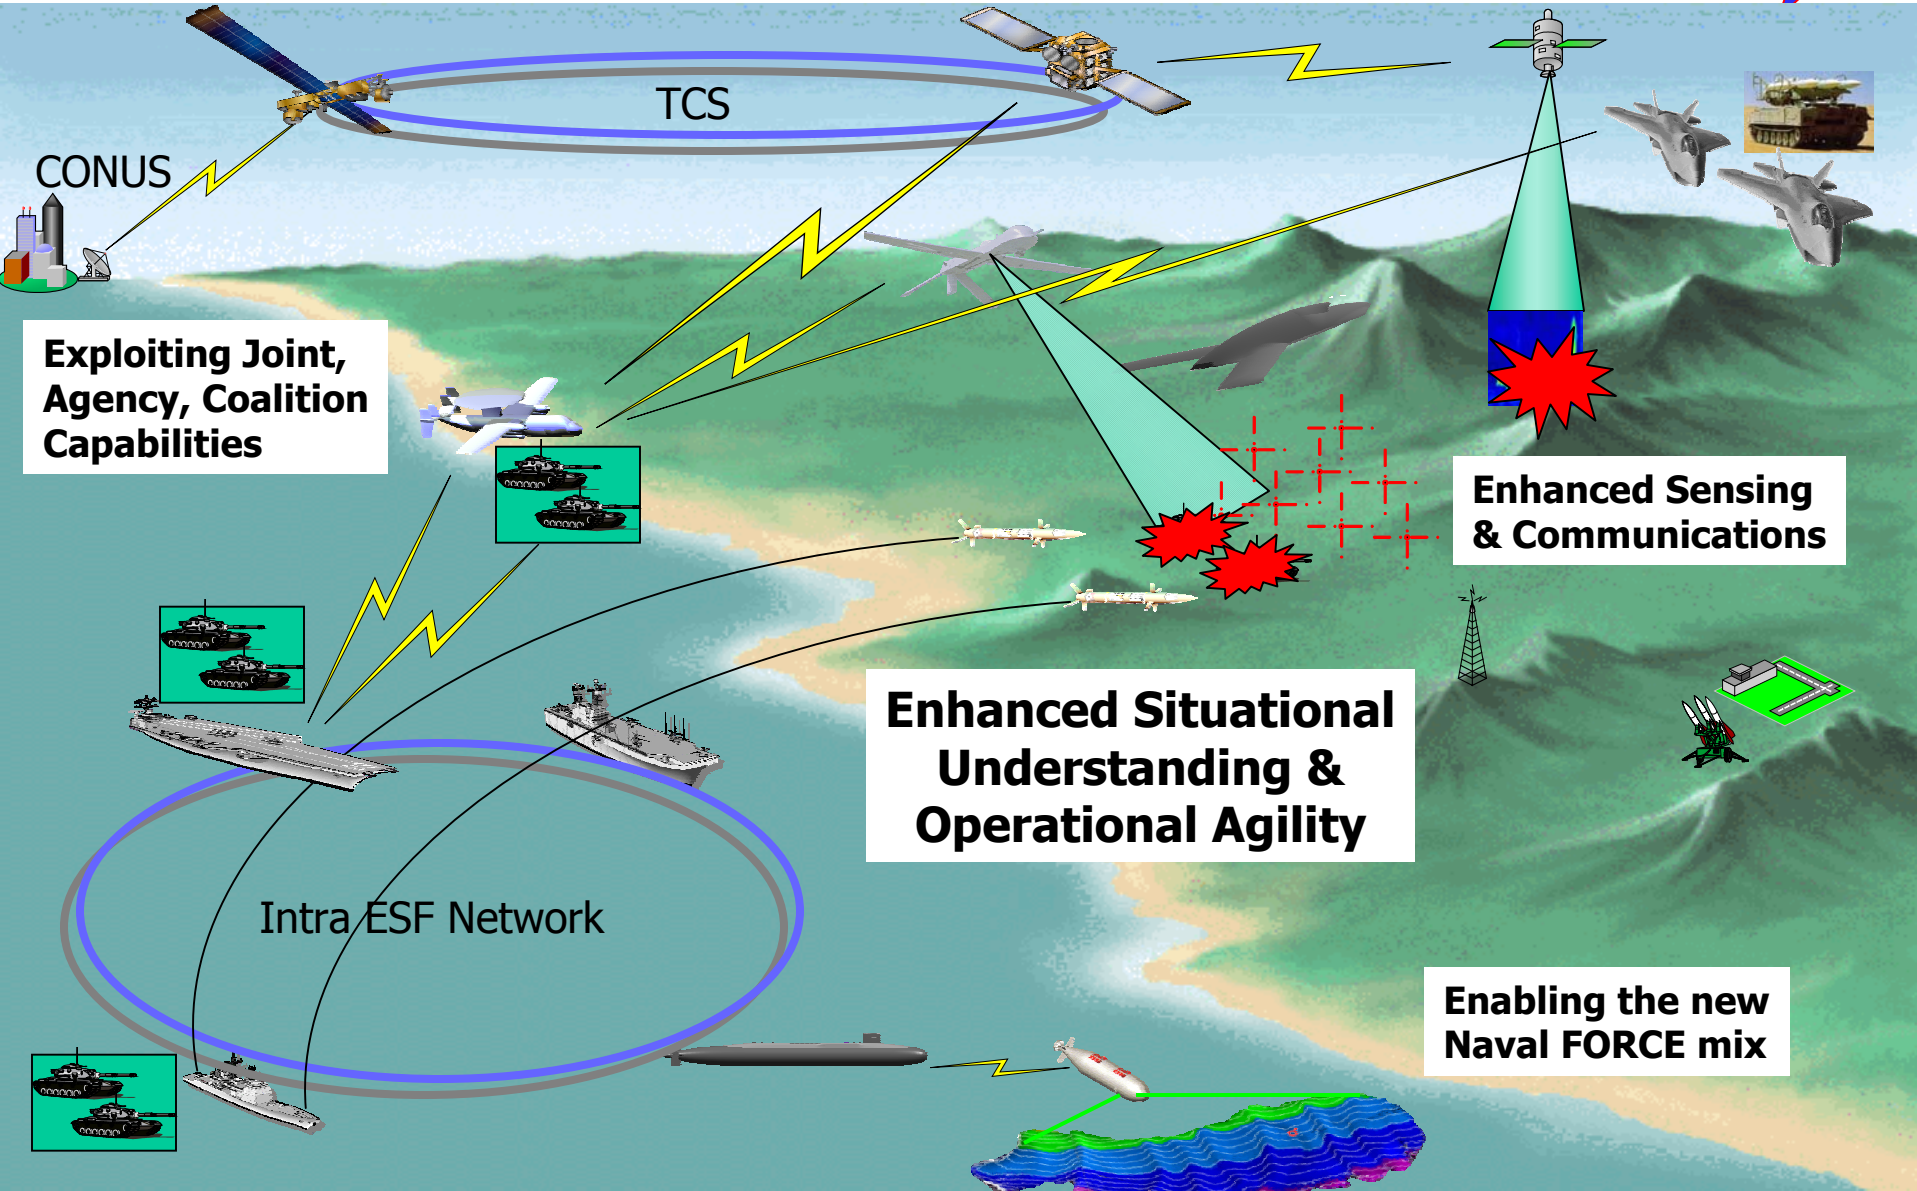 TCS
CONUS
Exploiting Joint,
Agency, Coalition
Capabilities
Enhanced Sensing
& Communications
Enhanced Situational
Understanding &
Operational Agility
Intra ESF Network
Enabling the new
Naval FORCE mix